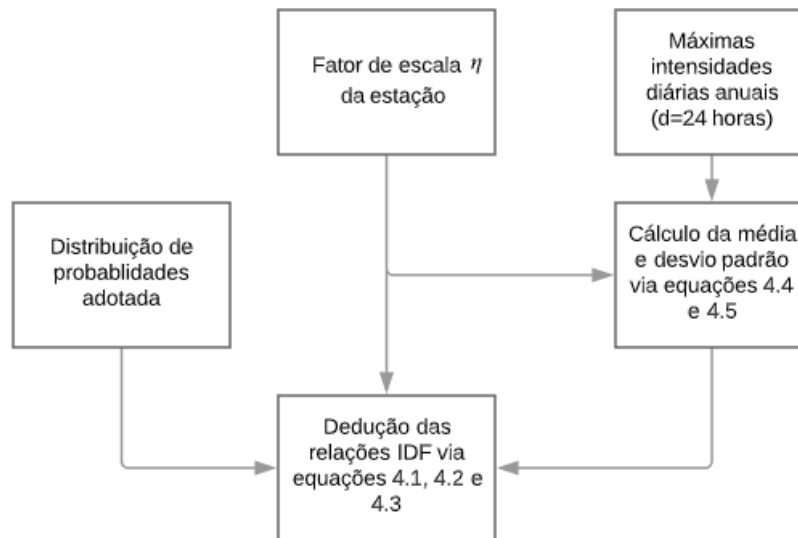 Fator de escala η
da estação
Máximas
intensidades
diárias anuais
(d=24 horas)
Distribuição de
probablidades
adotada
Cálculo da média
e desvio padrão
via equações 4.4
e 4.5
Dedução das
relações IDF via
equações 4.1, 4.2 e
4.3